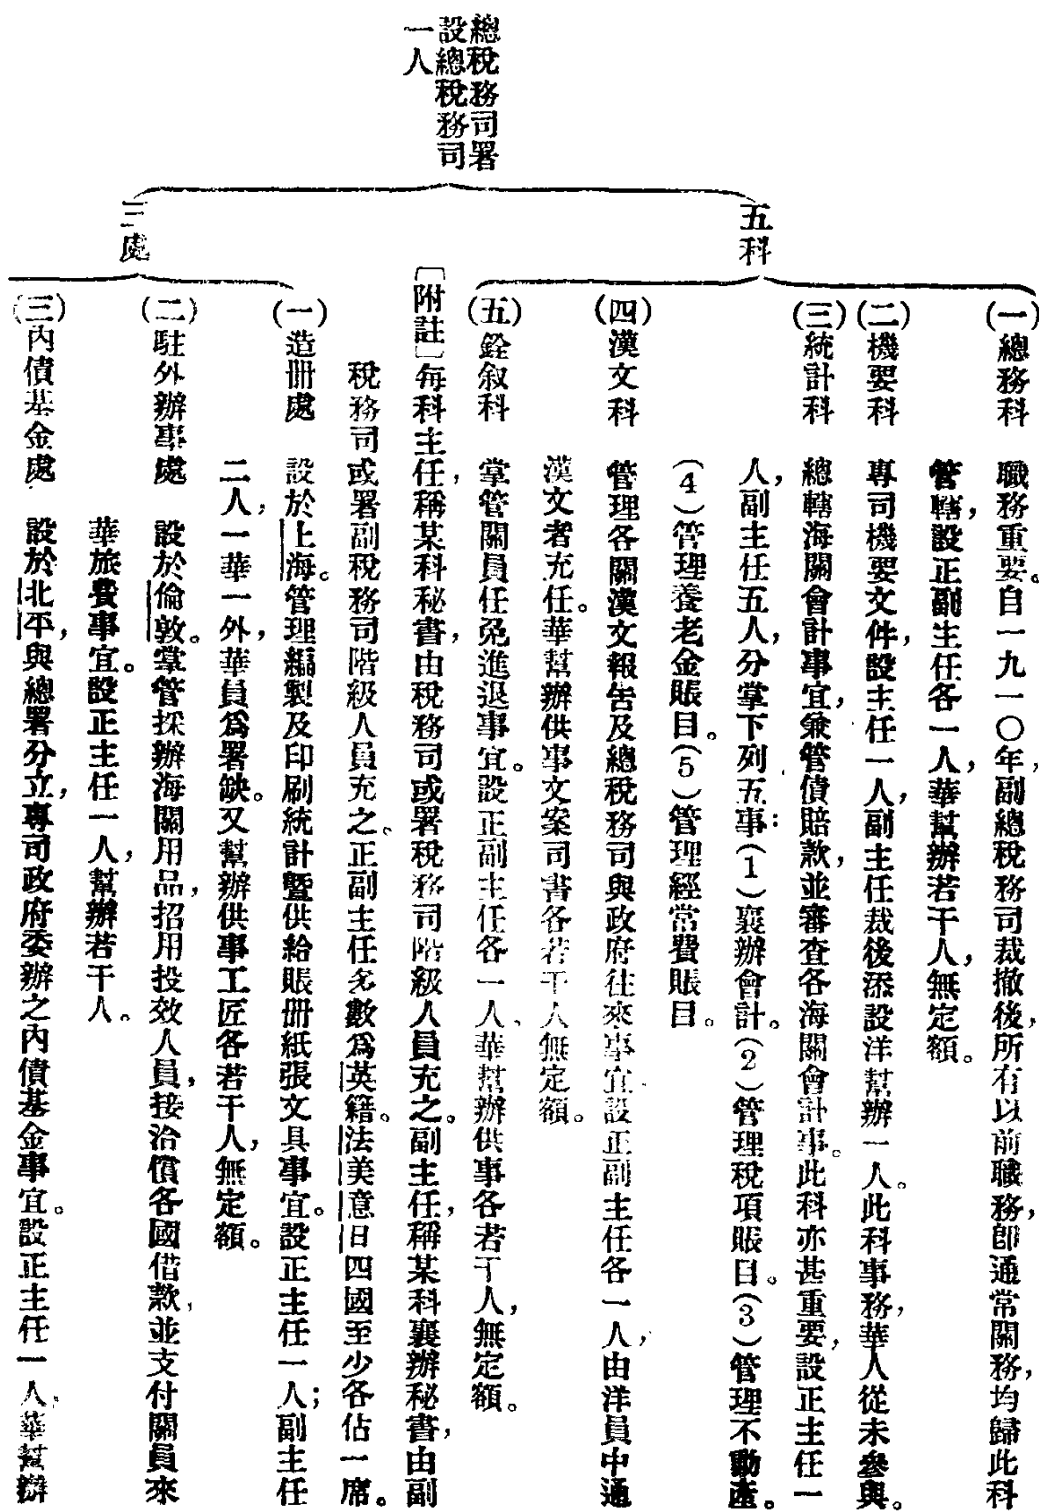 總稅務司署
設總稅務司
一人
五科
(一)總務科　職務重要。自一九一〇年，副總稅務司裁撤後，所有以前職務，卽通常關務，均歸此科
管轄，設正副主任各一人，華幫辦若干人，無定額。
(二)機要科　專司機要文件，設主任一人，副主任裁後添設洋幫辦一人。此科事務，華人從未參與。
(三)統計科　總轄海關會計事宜，兼管債賠款，並審查各海關會計事。此科亦甚重要，設正主任一
人，副主任五人，分掌下列五事：(1)襄辦會計。(2)管理稅項賬目。(3)管理不動產。
(4)管理養老金賬目。(5)管理經常費賬目。
(四)漢文科　管理各關漢文報告及總稅務司與政府往來事宜設正副主任各一人，由洋員中通
漢文者充任。華幫辦供事文案司書各若干人無定額。
(五)銓敘科　掌管關員任免進退事宜。設正副主任各一人、華幫辦供事各若干人，無定額。
〔附註〕每科主任，稱某科秘書，由稅務司或署稅務司階級人員充之。副主任，稱某科襄辦秘書，由副
稅務司或署副稅務司階級人員充之。正副主任多數爲英籍。法美意日四國至少各佔一席。
三處
(一)造册處　設於上海。管理編製及印刷統計暨供給賬册紙張文具事宜。設正主任一人；副主任
二人，一華一外，華員爲署缺。又幫辦供事工匠各若干人，無定額。
(二)駐外辦事處　設於倫敦。掌管採辦海關用品，招用投效人員，接洽償各國借款，並支付關員來
華旅費事宜。設正主任一人，幫辦若干人。
(三)內債基金處　設於北平，與總署分立，專司政府委辦之內債基金事宜。設正主任一人，華幫辦